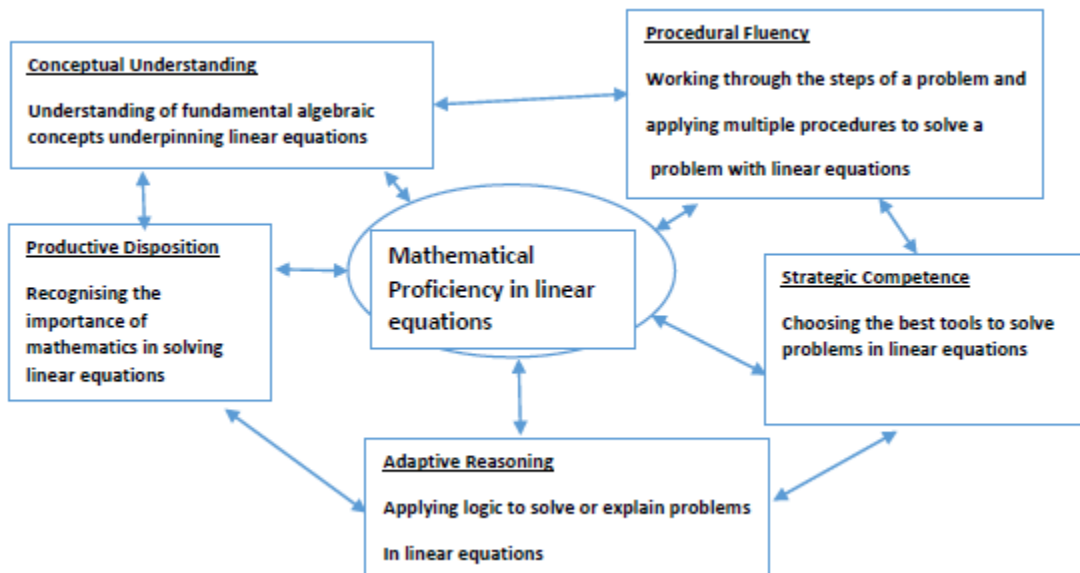 Conceptual Understanding
Understanding of fundamental algebraic
concepts underpinning linear equations
Procedural Fluency
Working through the steps of a problem and
applying multiple procedures to solve a
problem with linear equations
Productive Disposition
Recognising the
importance of
mathematics in solving
linear equations
Mathematical
Proficiency in linear
equations
Strategic Competence
Choosing the best tools to solve
problems in linear equations
Adaptive Reasoning
Applying logic to solve or explain problems
In linear equations